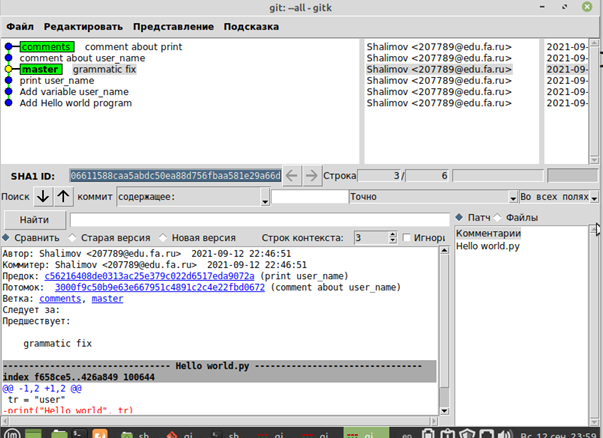 git: --all - gitk
Файл Редактировать Представление Подсказка
comments comment about print Shalimov <207789@edu.fa.ru> 2021-09-
comment about user_name Shalimov <207789@edu.fa.ru> 2021-09-
master grammatic fix Shalimov <207789@edu.fa.ru> 2021-09-
print user_name Shalimov <207789@edu.fa.ru> 2021-09-
Add variable user_name Shalimov <207789@edu.fa.ru> 2021-09-
Add Hello world program Shalimov <207789@edu.fa.ru> 2021-09-
SHA1 ID: 06611588caa5abdc50ea88d756fbaa581e29a66d Строка 3 / 6
Поиск коммит содержащее: Точно Во всех полях
Найти
Патч Файлы
Сравнить Старая версия Новая версия Строк контекста: 3 Игнори
Комментарии
Hello world.py
Автор: Shalimov <207789@edu.fa.ru> 2021-09-12 22:46:51
Коммитер: Shalimov <207789@edu.fa.ru> 2021-09-12 22:46:51
Предок: c56216408de0313ac25e379c022d6517eda9072a (print user_name)
Потомок: 3000f9c50b9e63e667951c4891c2c4e22fbd0672 (comment about user_name)
Ветка: comments, master
Следует за:
Предшествует:
grammatic fix
Hello world.py
index f658ce5..426a849 100644
@@ -1,2 +1,2 @@
tr = "user"
-print("Hello world", tr)
Вс 12 сен, 23:59